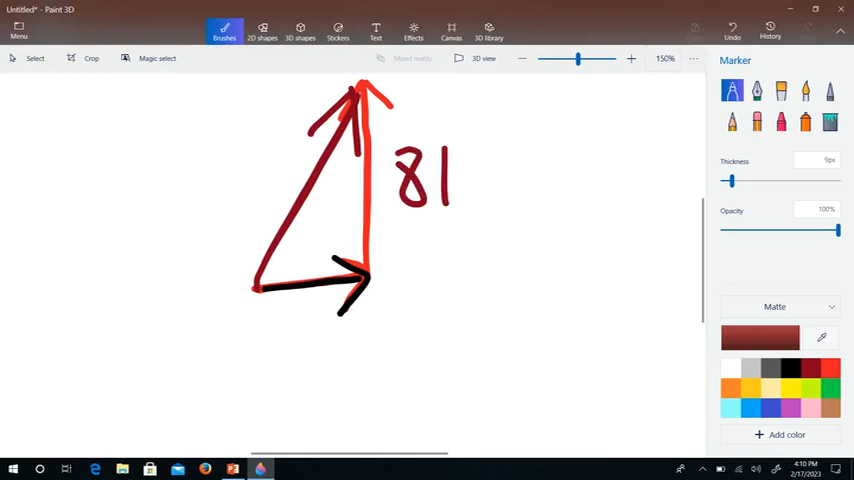 Untitled* - Paint 3D
Menu
Brushes
2D shapes
3D shapes
Stickers
Text
Effects
Canvas
3D library
Undo
History
Select
Crop
Magic select
Mixed reality
3D view
150%
Marker
Thickness
9px
Opacity
100%
Matte
Add color
81
4:10 PM
2/17/2023